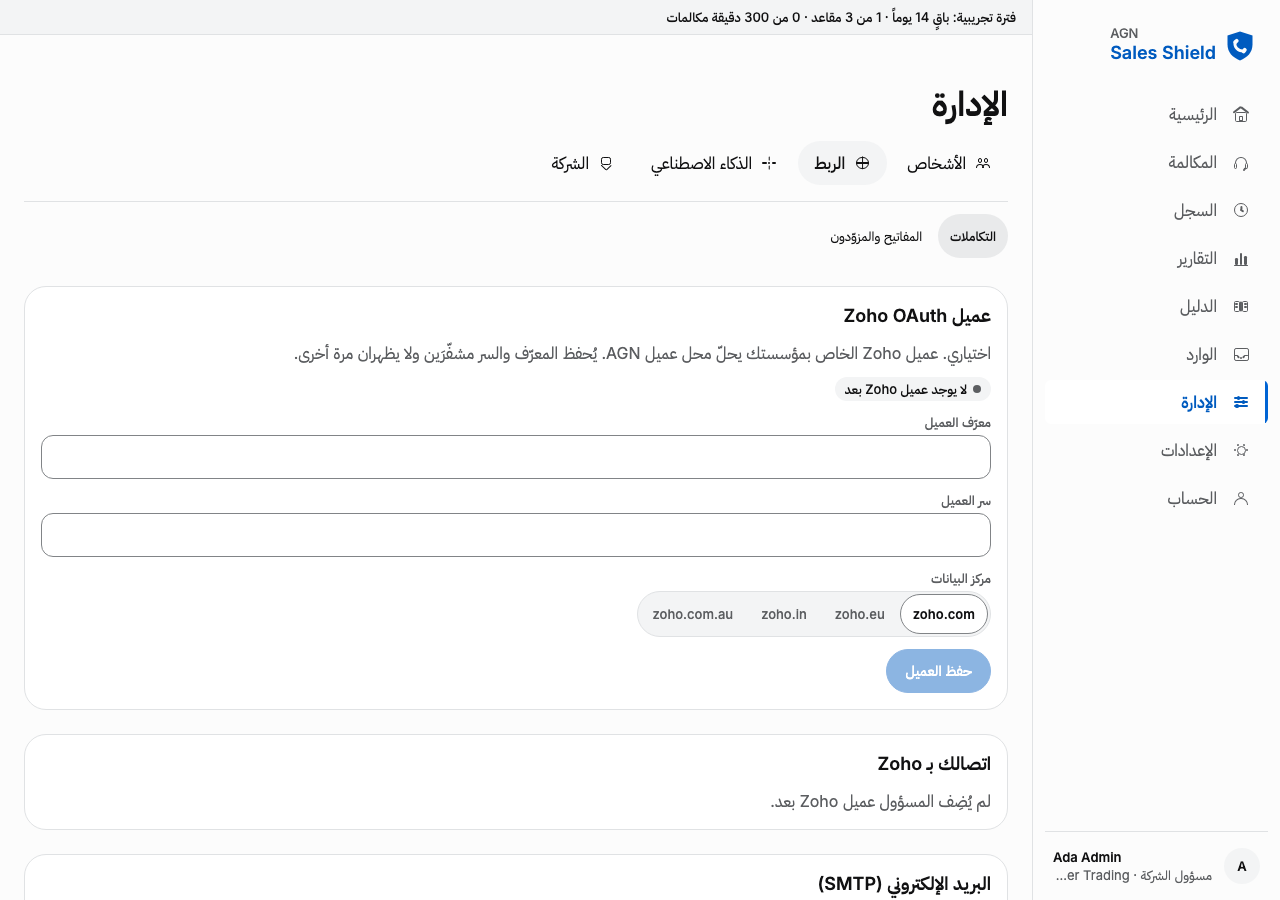 فترة تجريبية: باقٍ 14 يوماً · 1 من 3 مقاعد · 0 من 300 دقيقة مكالمات
AGN
Sales Shield
الرئيسية
المكالمة
السجل
التقارير
الدليل
الوارد
الإدارة
الإعدادات
الحساب
الإدارة
الأشخاص
الربط
الذكاء الاصطناعي
الشركة
التكاملات
المفاتيح والمزوّدون
عميل Zoho OAuth
اختياري. عميل Zoho الخاص بمؤسستك يحلّ محل عميل AGN. يُحفظ المعرّف والسر مشفّرَين ولا يظهران مرة أخرى.
لا يوجد عميل Zoho بعد
معرّف العميل
سر العميل
مركز البيانات
zoho.com
zoho.eu
zoho.in
zoho.com.au
حفظ العميل
اتصالك بـ Zoho
لم يُضِف المسؤول عميل Zoho بعد.
البريد الإلكتروني (SMTP)
A
Ada Admin
مسؤول الشركة · er Trading...